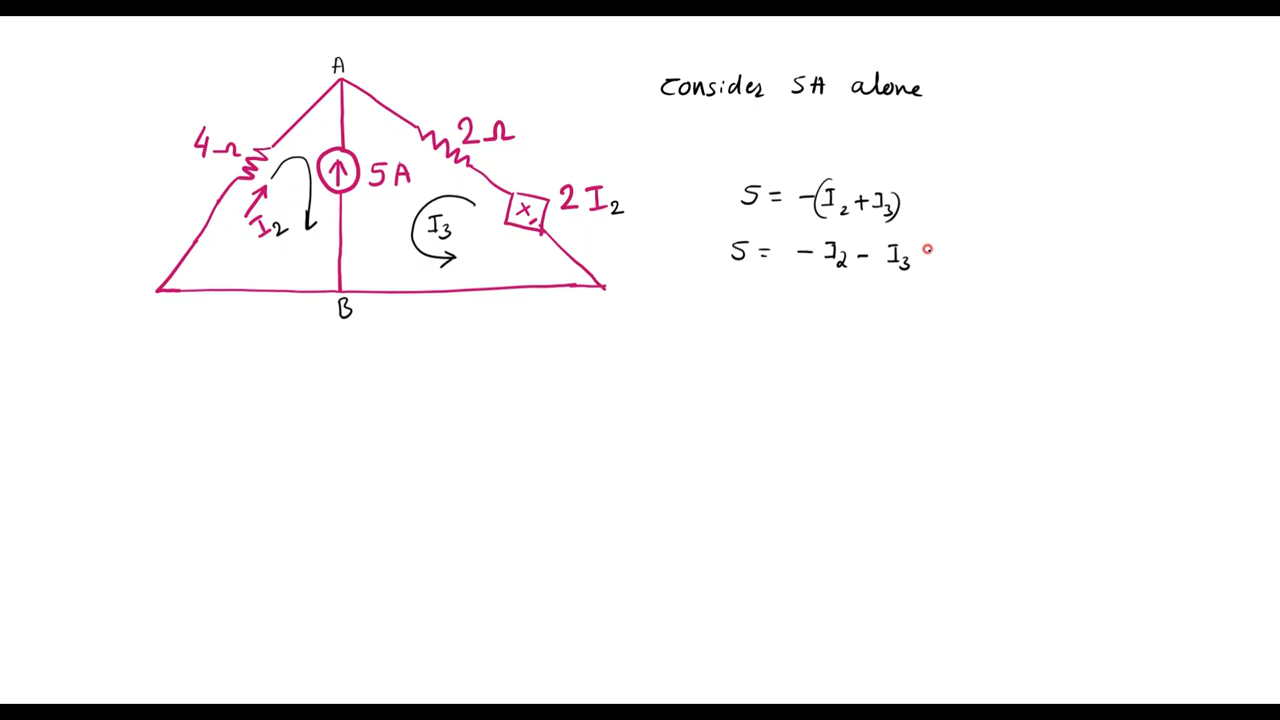 A
Consider 5A alone
4Ω
2Ω
5A
I₂
I₃
x
2I₂
5 = -(I₂+I₃)
5 = - I₂ - I₃
B